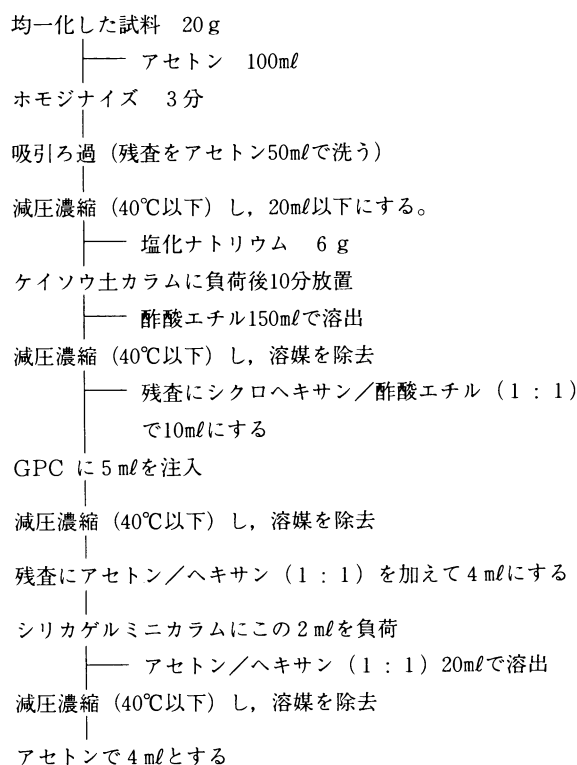 均一化した試料 20g
アセトン 100mℓ
ホモジナイズ 3分
吸引ろ過（残査をアセトン50mℓで洗う）
減圧濃縮（40℃以下）し，20mℓ以下にする。
塩化ナトリウム 6g
ケイソウ土カラムに負荷後10分放置
酢酸エチル150mℓで溶出
減圧濃縮（40℃以下）し，溶媒を除去
残査にシクロヘキサン／酢酸エチル（1：1）
で10mℓにする
GPC に5mℓを注入
減圧濃縮（40℃以下）し，溶媒を除去
残査にアセトン／ヘキサン（1：1）を加えて4mℓにする
シリカゲルミニカラムにこの2mℓを負荷
アセトン／ヘキサン（1：1）20mℓで溶出
減圧濃縮（40℃以下）し，溶媒を除去
アセトンで4mℓとする